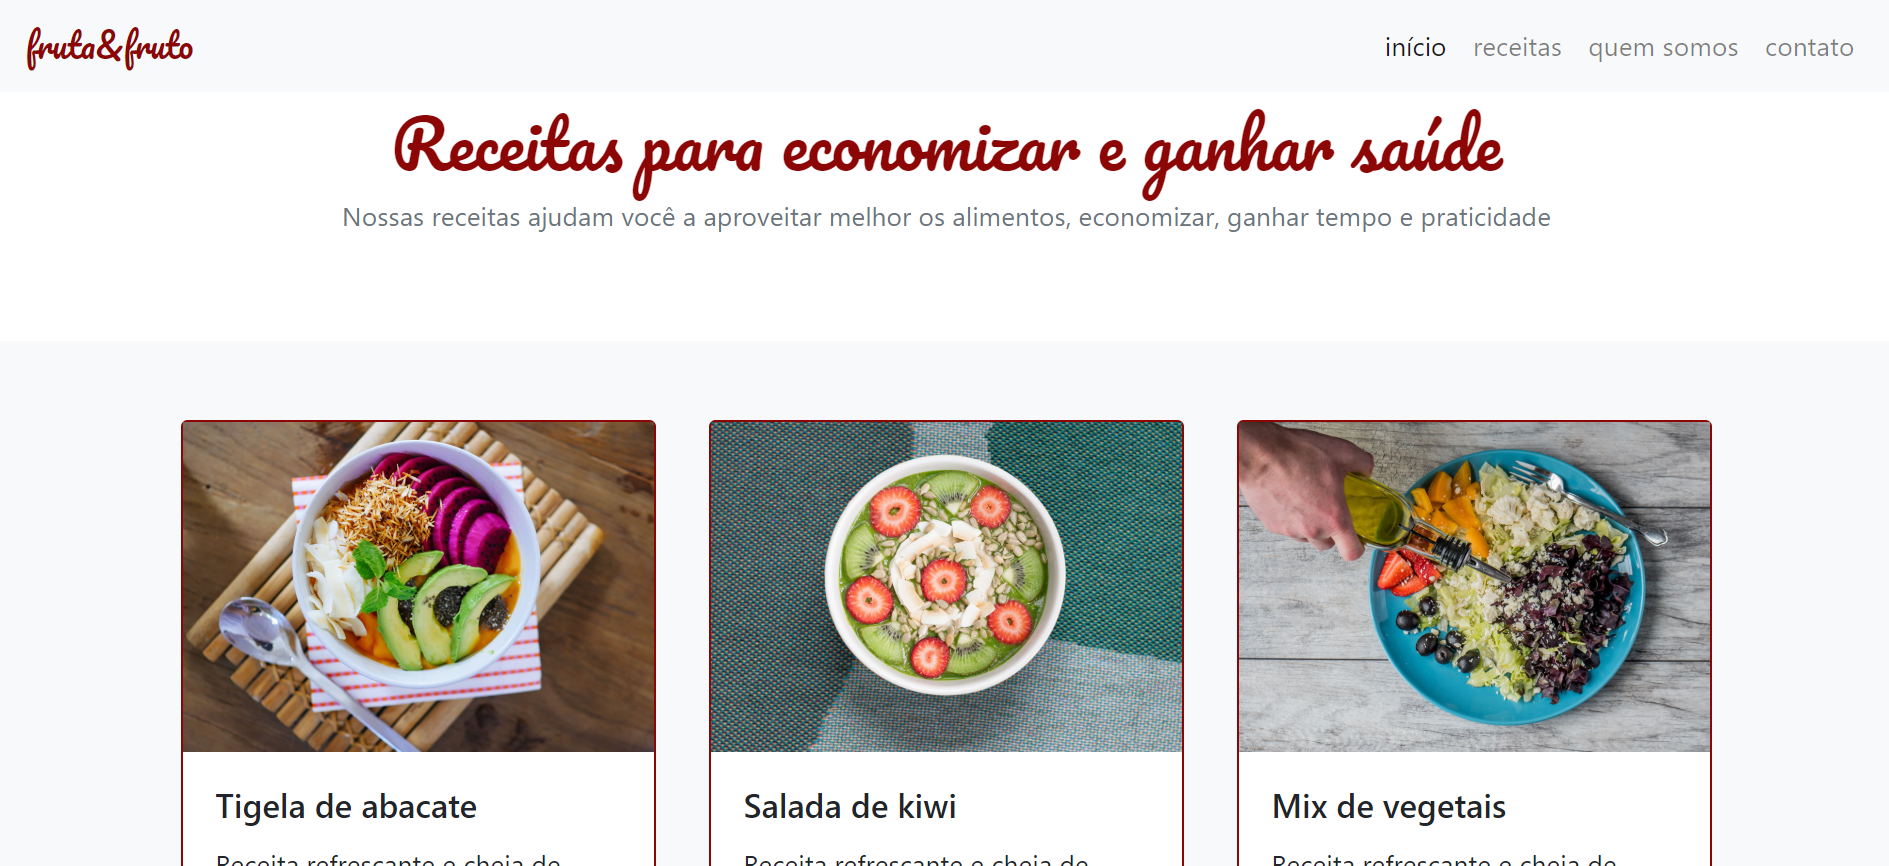 fruta&fruto
início receitas quem somos contato
Receitas para economizar e ganhar saúde
Nossas receitas ajudam você a aproveitar melhor os alimentos, economizar, ganhar tempo e praticidade
Tigela de abacate
Salada de kiwi
Mix de vegetais
Receita refrescante e cheia de
Receita refrescante e cheia de
Receita refrescante e cheia de